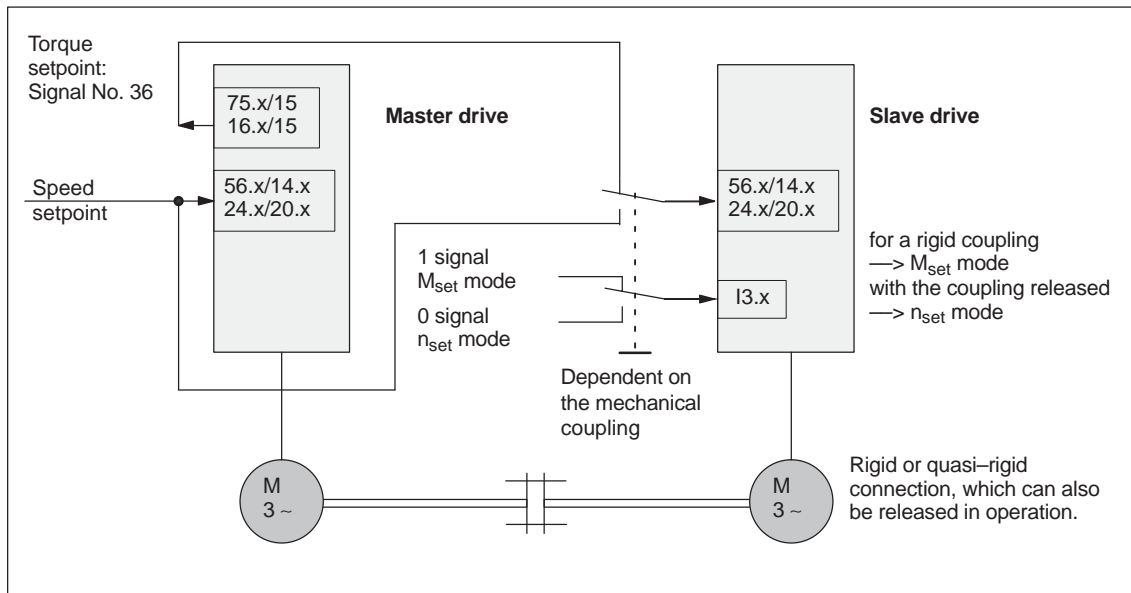 Torque
setpoint:
Signal No. 36
75.x/15
16.x/15
Master drive
Slave drive
Speed
setpoint
56.x/14.x
24.x/20.x
56.x/14.x
24.x/20.x
1 signal
Mset mode
0 signal
nset mode
I3.x
for a rigid coupling
—> Mset mode
with the coupling released
—> nset mode
Dependent on
the mechanical
coupling
M
3 ~
M
3 ~
Rigid or quasi–rigid
connection, which can also
be released in operation.